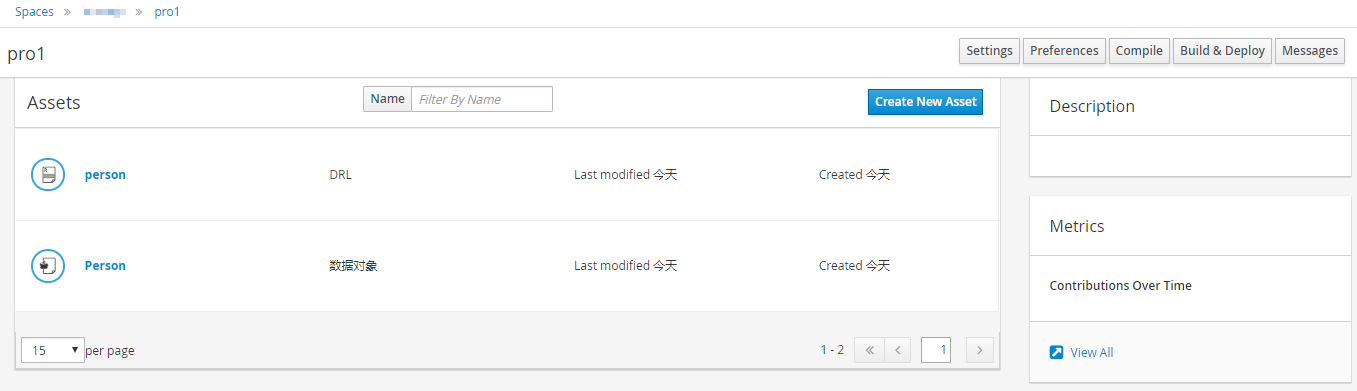 Spaces » » pro1
pro1
Settings Preferences Compile Build & Deploy Messages
Assets Name Filter By Name Create New Asset
Description
person DRL Last modified 今天 Created 今天
Metrics
Person 数据对象 Last modified 今天 Created 今天
Contributions Over Time
15 per page 1 - 2 1
View All